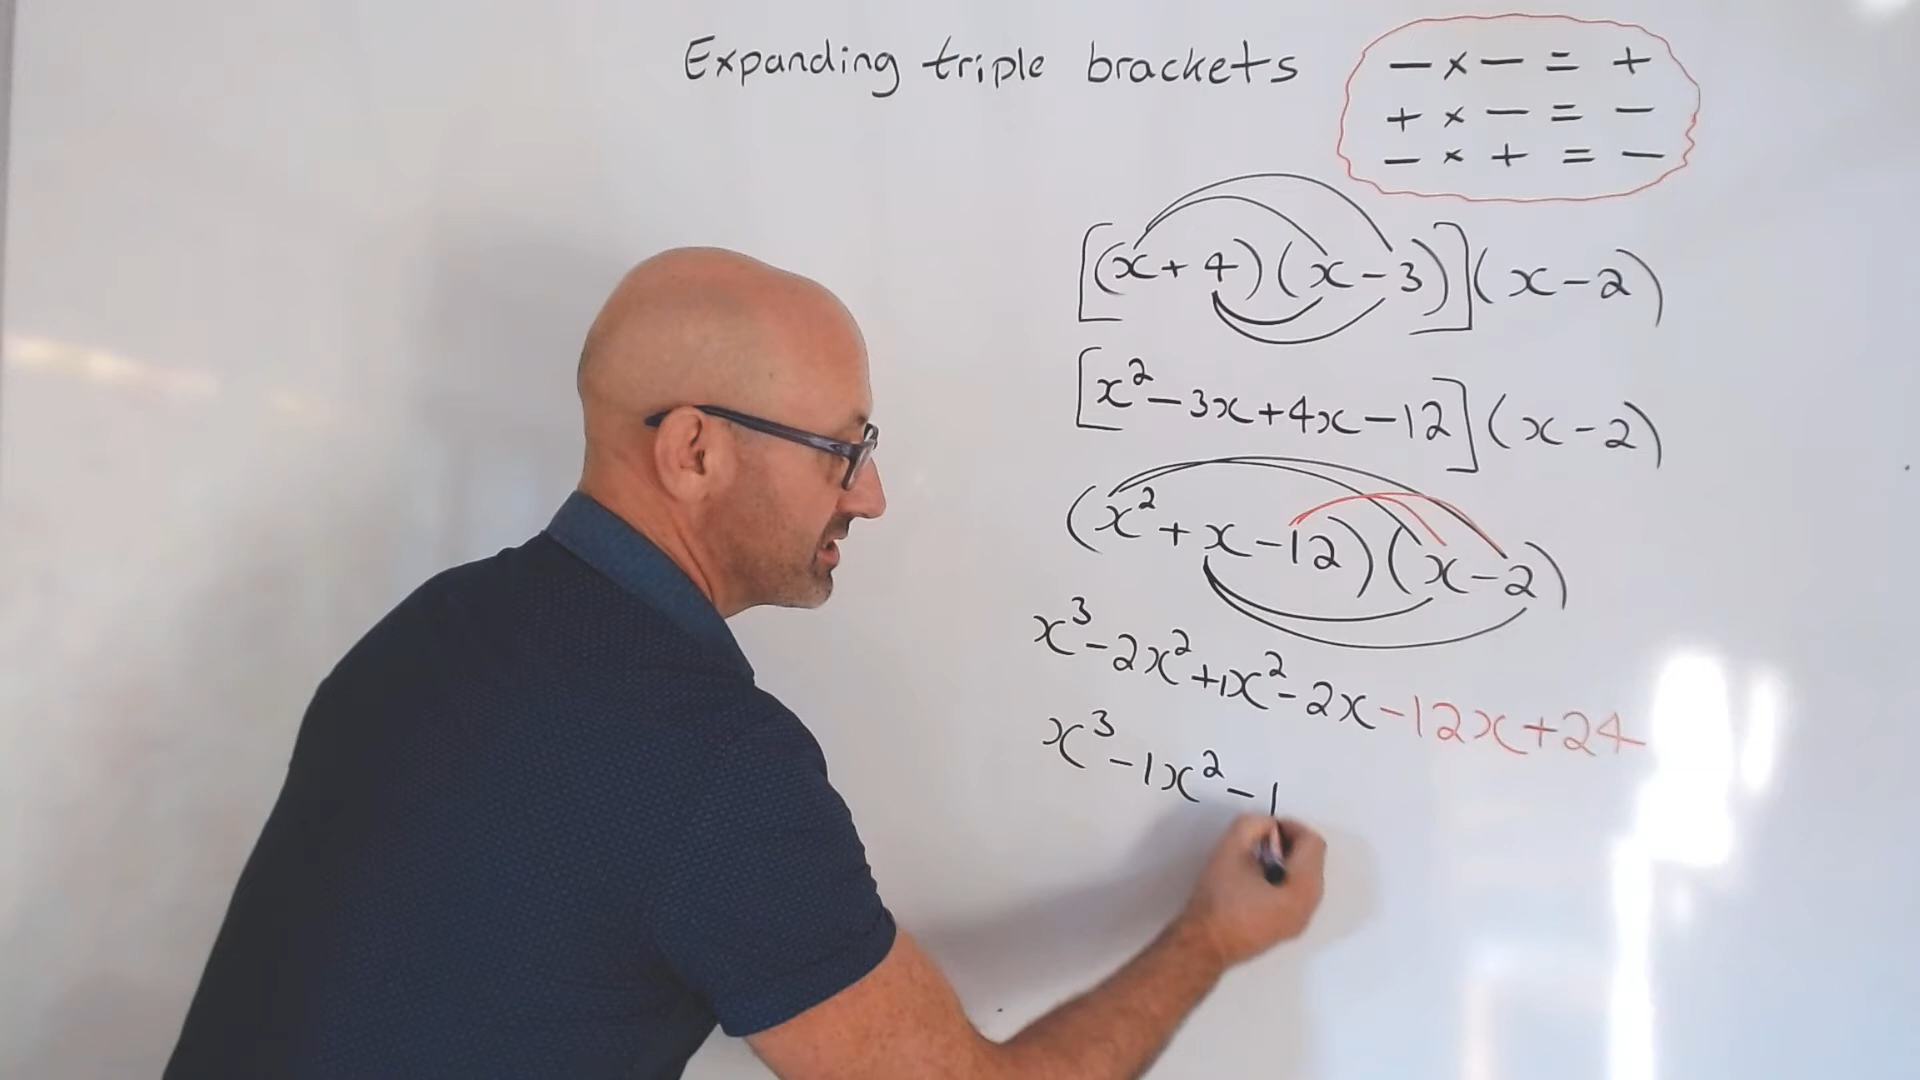 Expanding triple brackets
− × − = +
+ × − = −
− × + = −
[(x + 4)(x − 3)](x − 2)
[x² − 3x + 4x − 12](x − 2)
(x² + x − 12)(x − 2)
x³ − 2x² + 1x² − 2x − 12x + 24
x³ − 1x² − 1